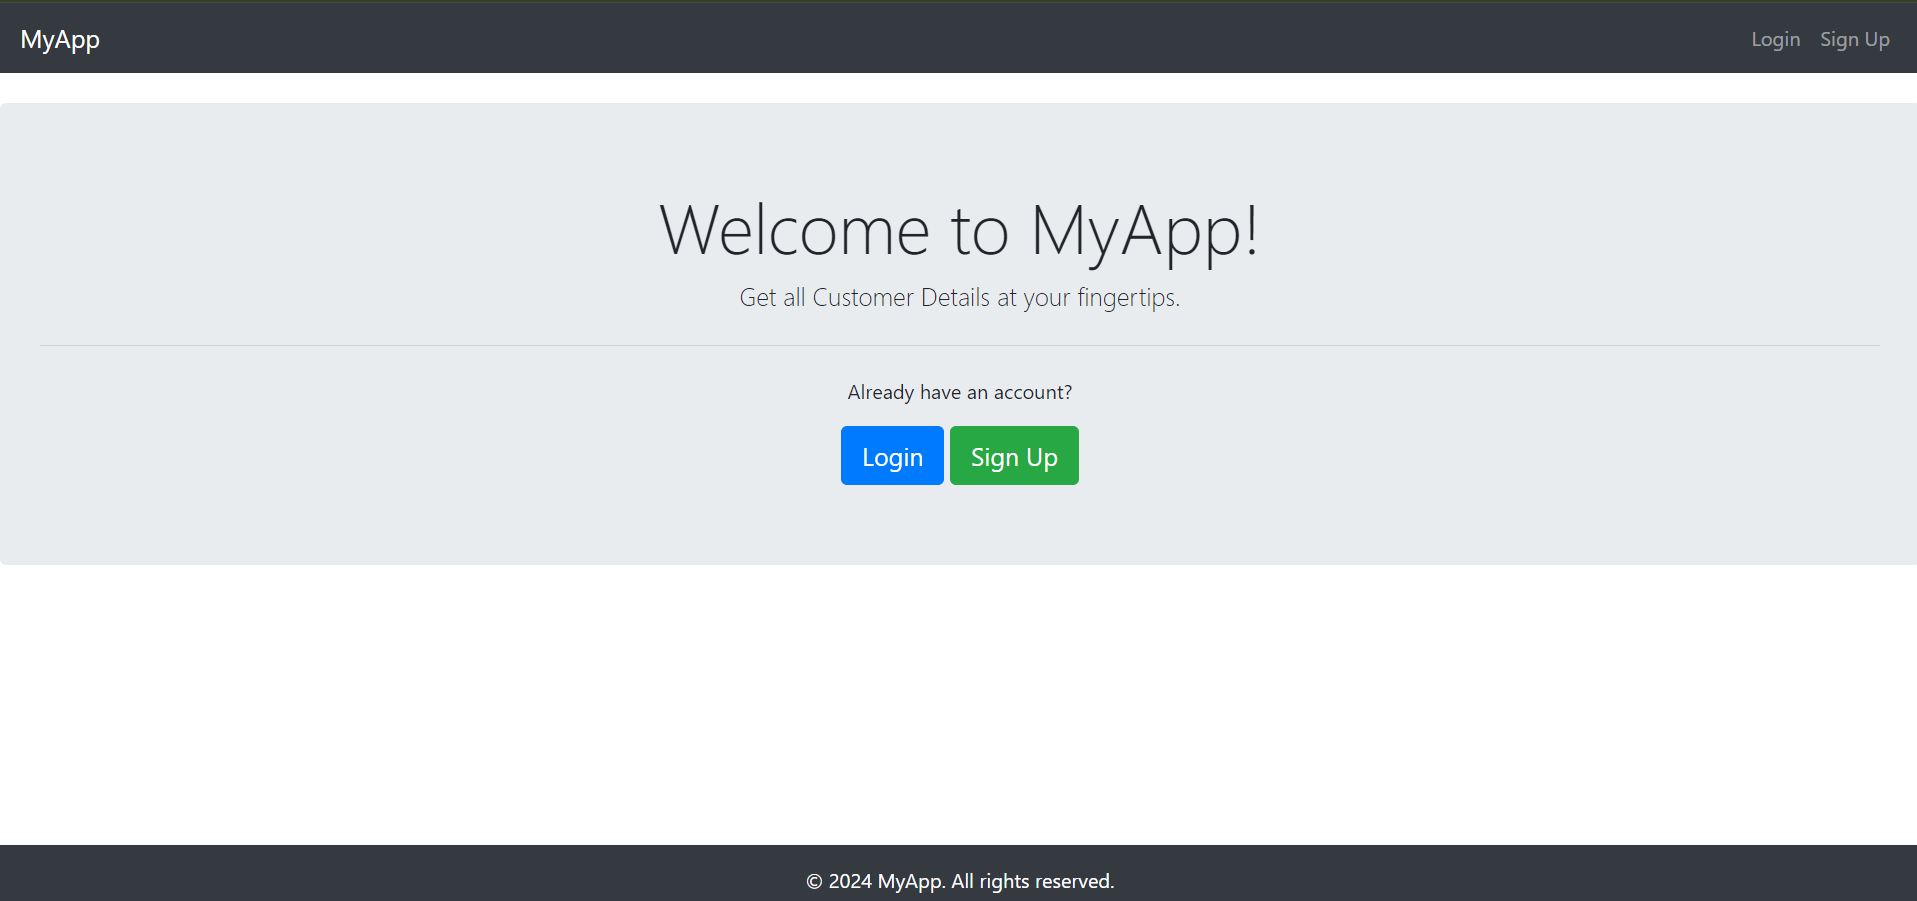 MyApp
Login Sign Up
Welcome to MyApp!
Get all Customer Details at your fingertips.
Already have an account?
Login Sign Up
© 2024 MyApp. All rights reserved.